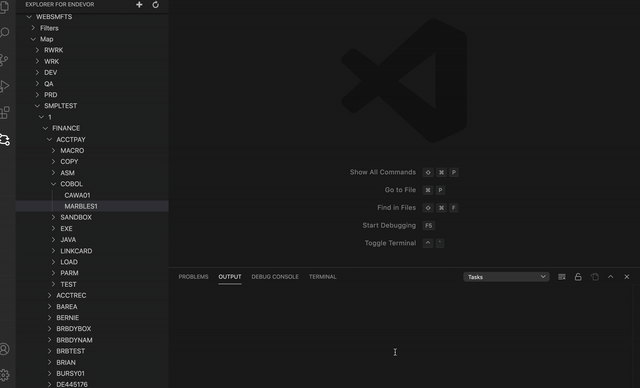 EXPLORER FOR ENDEVOR
WEBSMFTS
Filters
Map
RWRK
WRK
DEV
QA
PRD
SMPLTEST
1
FINANCE
ACCTPAY
MACRO
COPY
ASM
COBOL
CAWA01
MARBLES1
SANDBOX
EXE
JAVA
LINKCARD
LOAD
PARM
TEST
ACCTREC
BAREA
BERNIE
BRBDYBOX
BRBDYNAM
BRBTEST
BRIAN
BURSY01
DE445176
Show All Commands ⇧ ⌘ P
Go to File ⌘ P
Find in Files ⇧ ⌘ F
Start Debugging F5
Toggle Terminal ^ `
PROBLEMS OUTPUT DEBUG CONSOLE TERMINAL Tasks